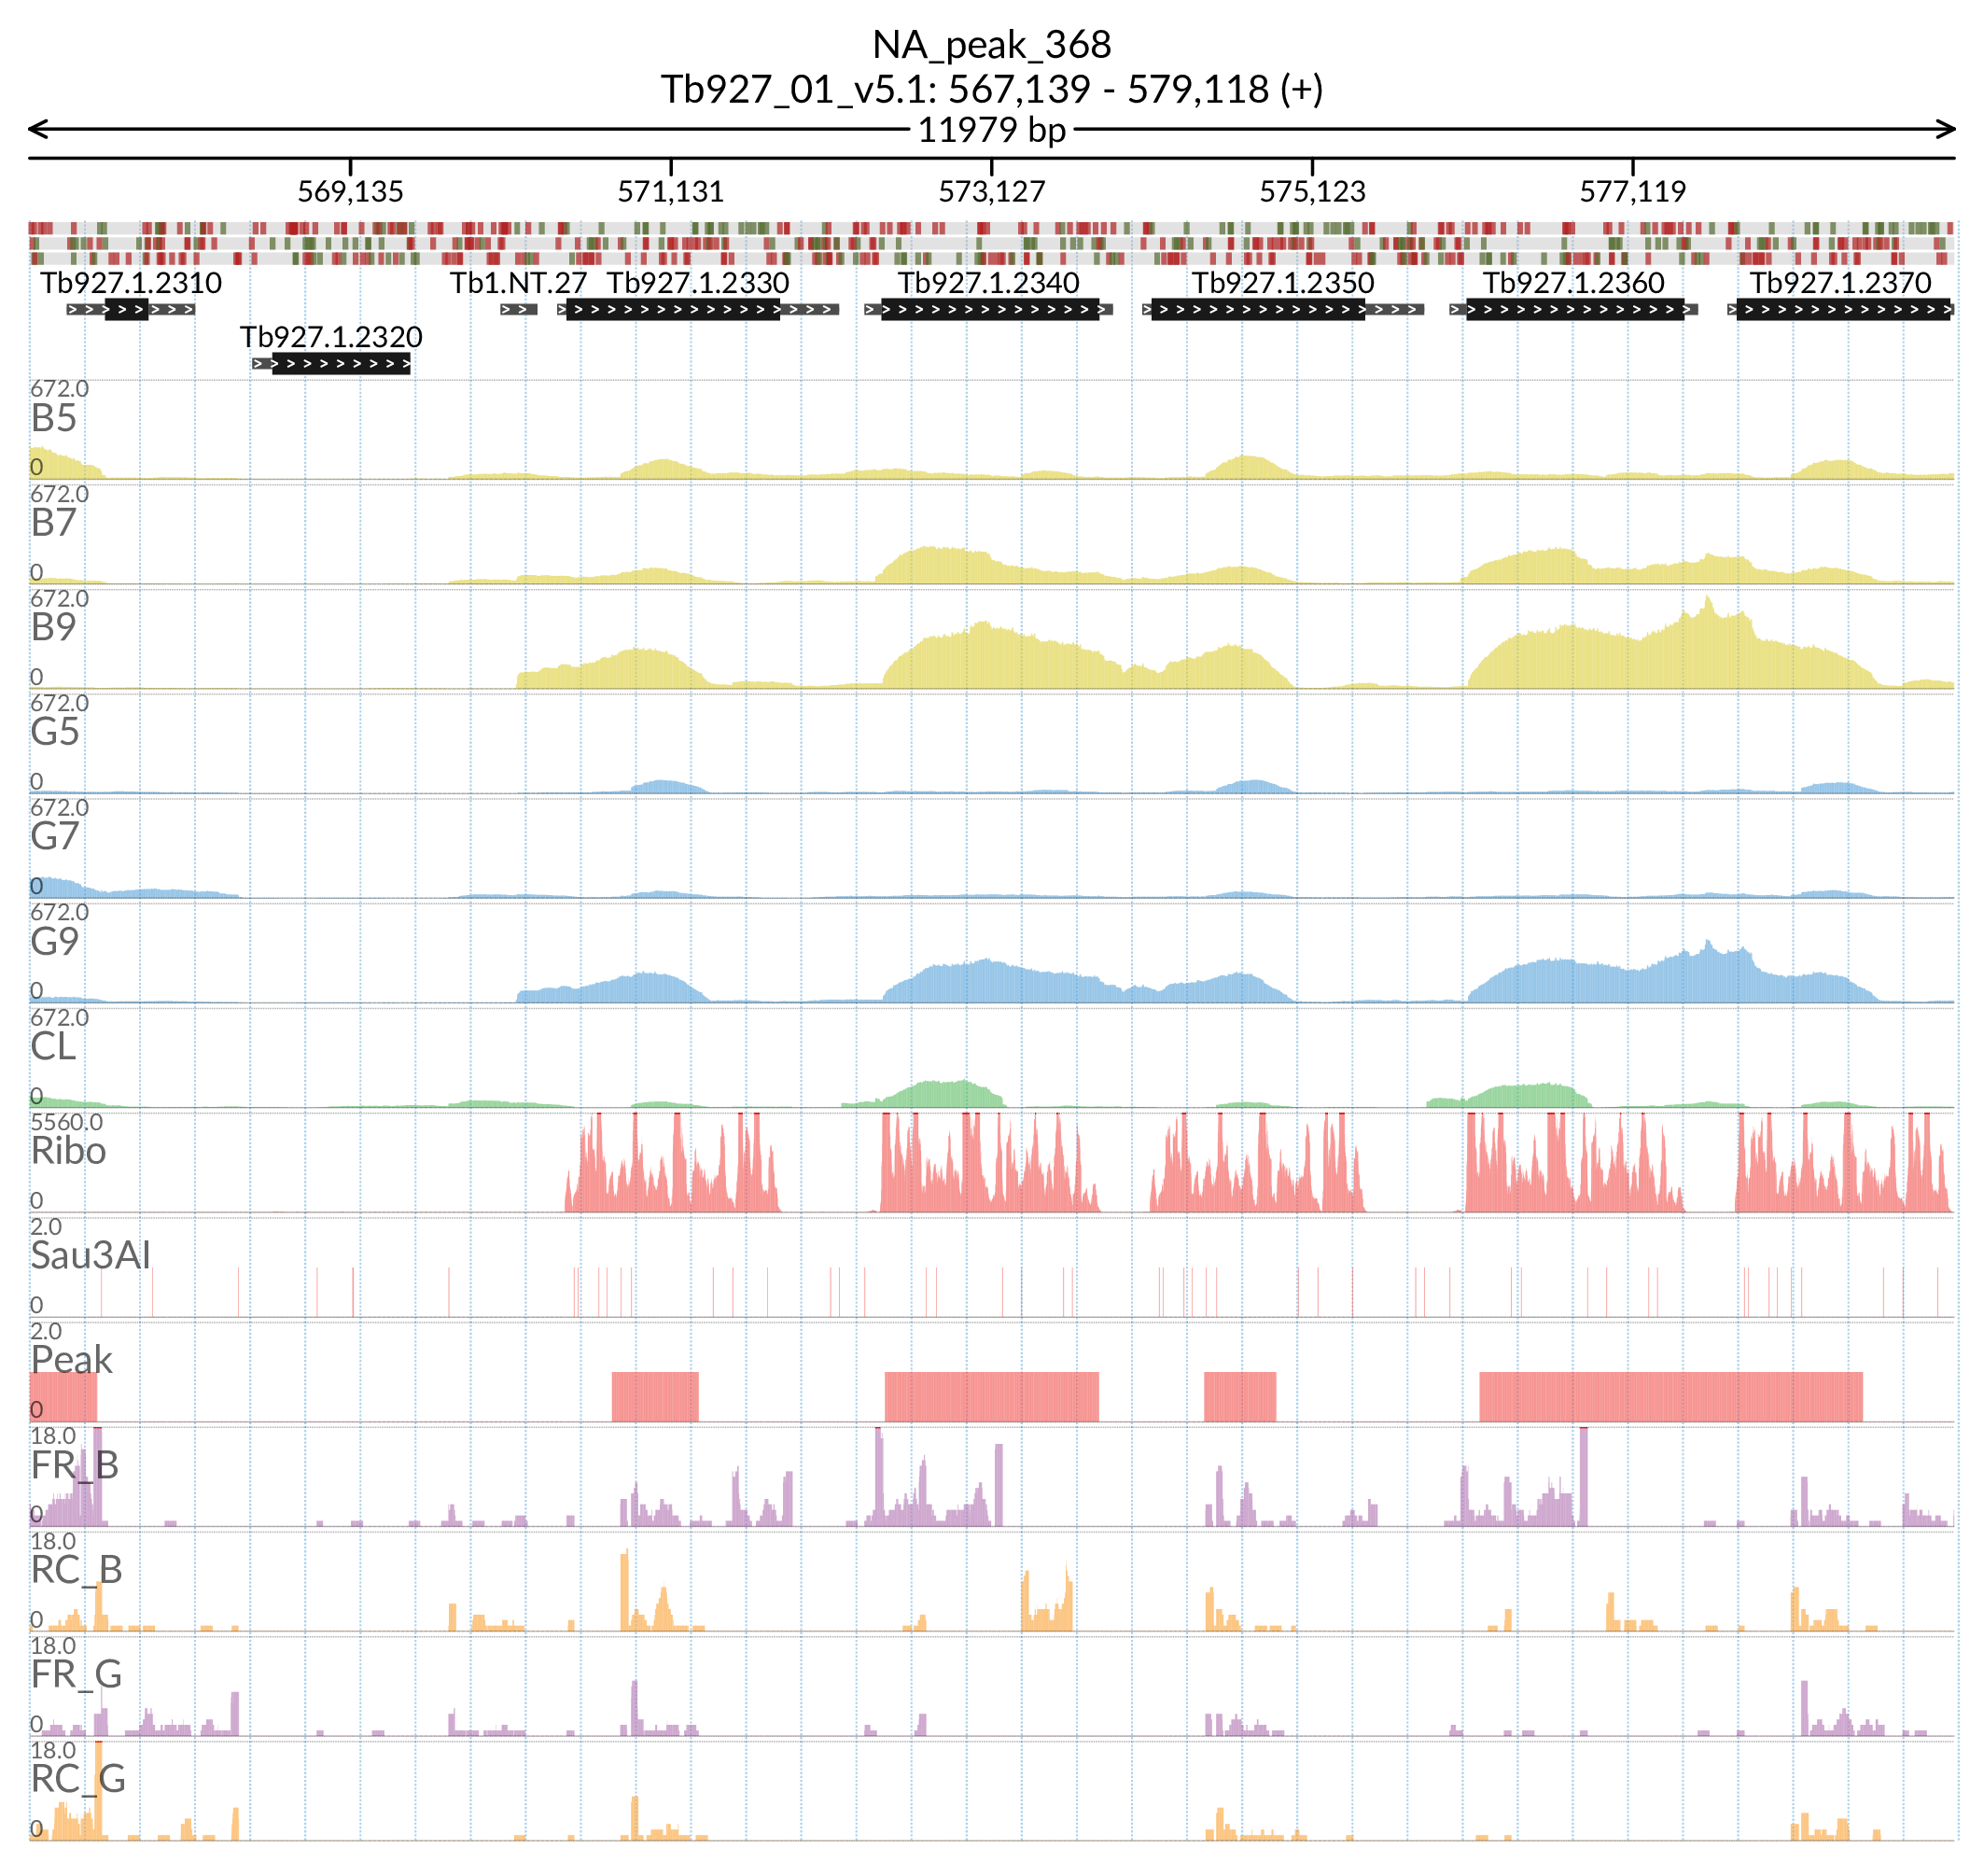 NA_peak_368
Tb927_01_v5.1: 567,139 - 579,118 (+)
11979 bp
569,135 571,131 573,127 575,123 577,119
Tb927.1.2310 Tb1.NT.27 Tb927.1.2330 Tb927.1.2340 Tb927.1.2350 Tb927.1.2360 Tb927.1.2370
Tb927.1.2320
672.0
B5
0
672.0
B7
0
672.0
B9
0
672.0
G5
0
672.0
G7
0
672.0
G9
0
672.0
CL
0
5560.0
Ribo
0
2.0
Sau3AI
0
2.0
Peak
0
18.0
FR_B
0
18.0
RC_B
0
18.0
FR_G
0
18.0
RC_G
0